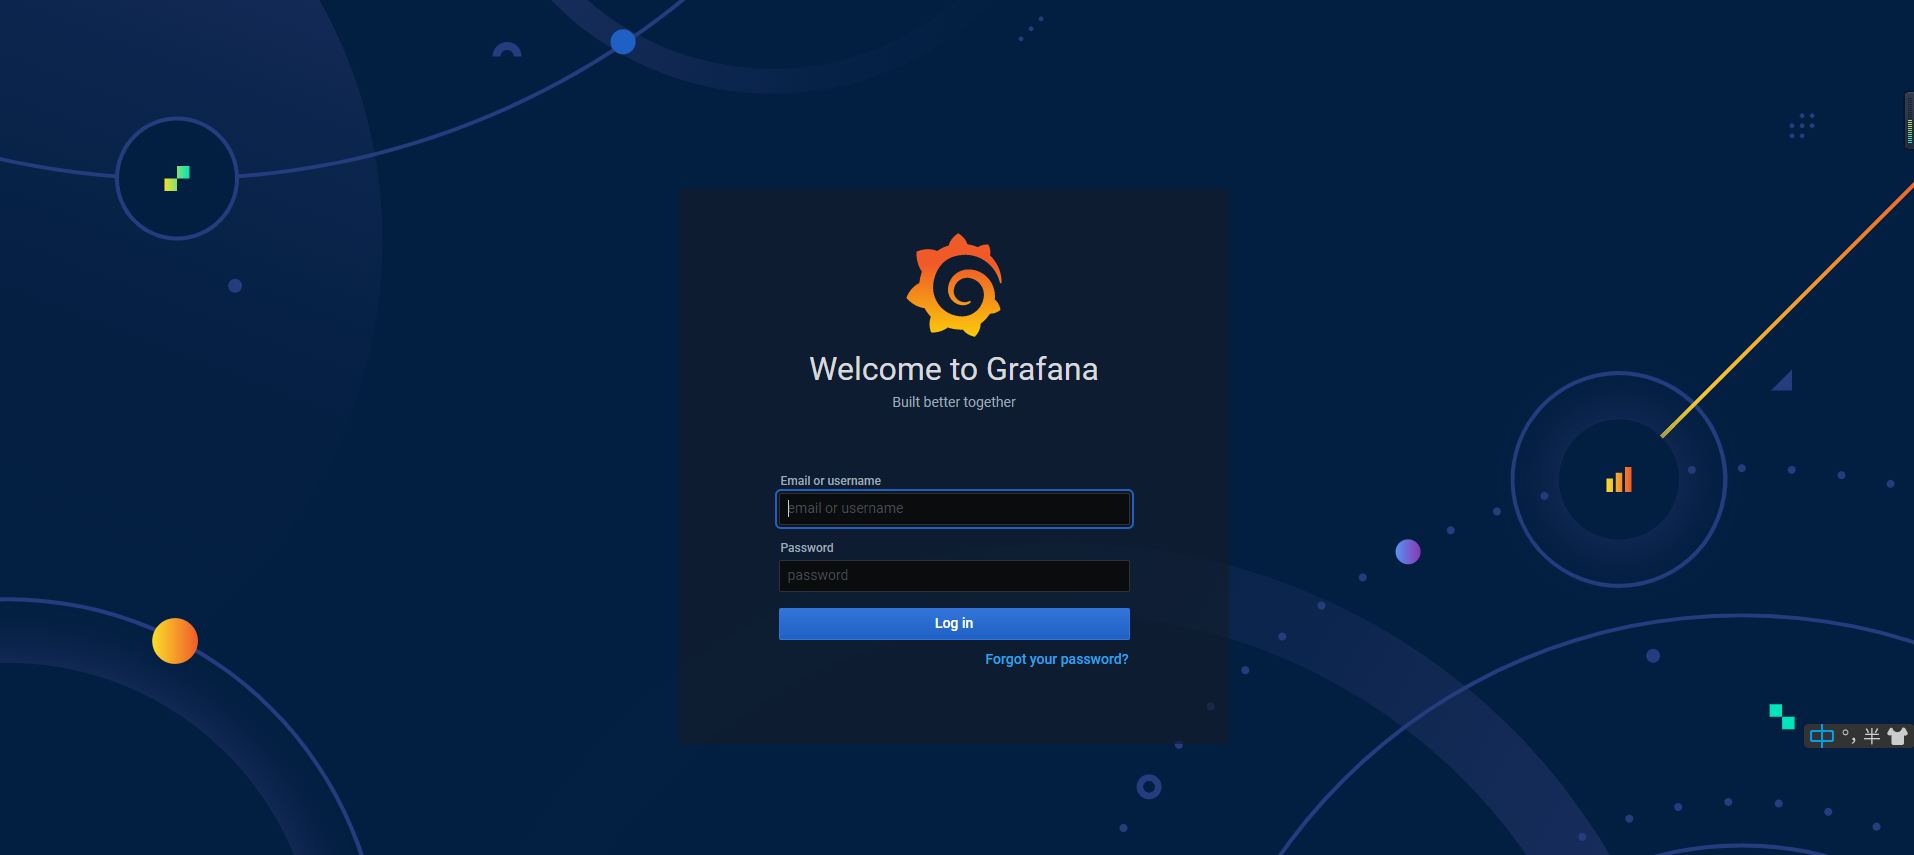 Welcome to Grafana
Built better together
Email or username
email or username
Password
password
Log in
Forgot your password?
中 °, 半